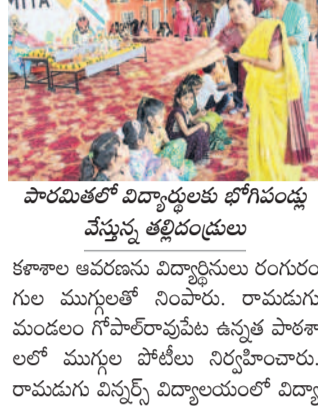 పారమితలో విద్యార్థులకు భోగిపండ్లు
వేస్తున్న తల్లిదండ్రులు
కళాశాల ఆవరణను విద్యార్థినులు రంగురం
గుల ముగ్గులతో నింపారు. రామడుగు
మండలం గోపాల్‌రావుపేట ఉన్నత పాఠశా
లలో ముగ్గుల పోటీలు నిర్వహించారు.
రామడుగు విన్నర్స్ విద్యాలయంలో విద్యా